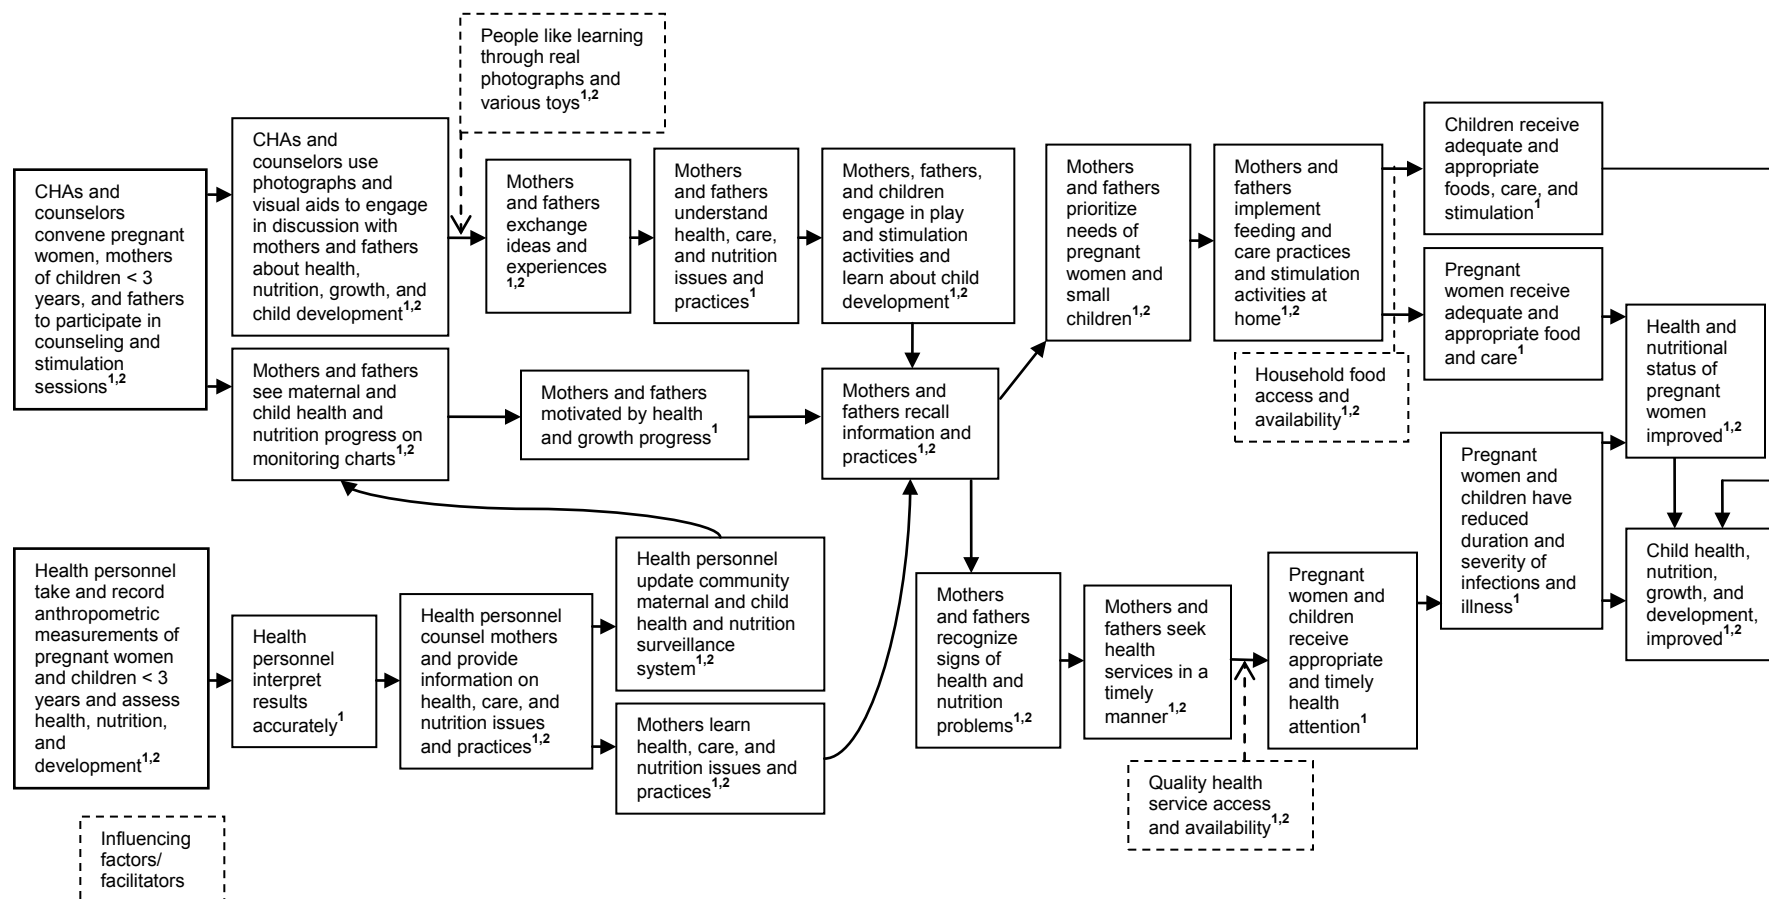 People like learning
through real
photographs and
various toys1,2
CHAs and
counselors
convene pregnant
women, mothers
of children < 3
years, and fathers
to participate in
counseling and
stimulation
sessions1,2
CHAs and
counselors use
photographs and
visual aids to engage
in discussion with
mothers and fathers
about health,
nutrition, growth, and
child development1,2
Mothers
and fathers
exchange
ideas and
experiences
1,2
Mothers
and fathers
understand
health, care,
and nutrition
issues and
practices1
Mothers, fathers,
and children
engage in play
and stimulation
activities and
learn about child
development1,2
Mothers
and fathers
prioritize
needs of
pregnant
women and
small
children1,2
Mothers and
fathers
implement
feeding and
care practices
and stimulation
activities at
home1,2
Children receive
adequate and
appropriate
foods, care, and
stimulation1
Pregnant
women receive
adequate and
appropriate food
and care1
Household food
access and
availability1,2
Health and
nutritional
status of
pregnant
women
improved1,2
Mothers and fathers
see maternal and
child health and
nutrition progress on
monitoring charts1,2
Mothers and fathers
motivated by health
and growth progress1
Mothers and
fathers recall
information and
practices1,2
Pregnant
women and
children have
reduced
duration and
severity of
infections and
illness1
Child health,
nutrition,
growth, and
development,
improved1,2
Health personnel
take and record
anthropometric
measurements of
pregnant women
and children < 3
years and assess
health, nutrition,
and
development1,2
Health
personnel
interpret
results
accurately1
Health personnel
counsel mothers
and provide
information on
health, care, and
nutrition issues
and practices1,2
Health personnel
update community
maternal and child
health and nutrition
surveillance
system1,2
Mothers learn
health, care, and
nutrition issues and
practices1,2
Mothers
and fathers
recognize
signs of
health and
nutrition
problems1,2
Mothers and
fathers seek
health
services in a
timely
manner1,2
Pregnant
women and
children
receive
appropriate
and timely
health
attention1
Quality health
service access
and availability1,2
Influencing
factors/
facilitators